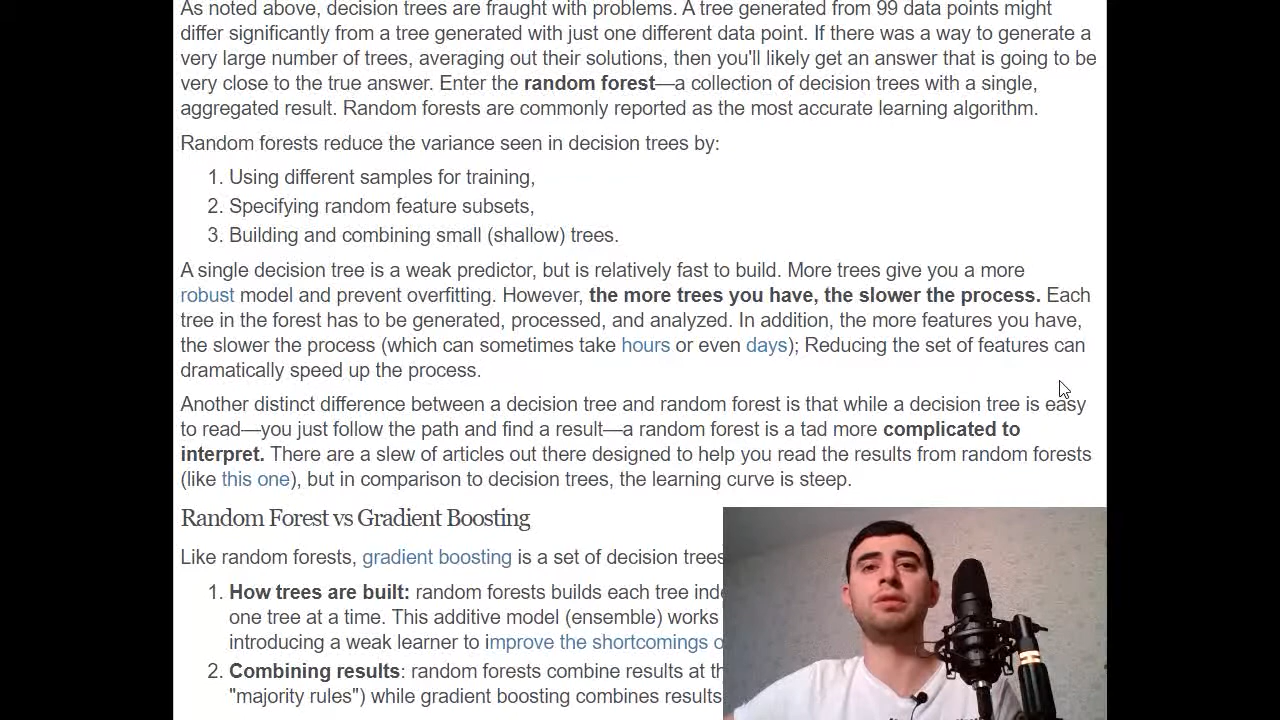 As noted above, decision trees are fraught with problems. A tree generated from 99 data points might
differ significantly from a tree generated with just one different data point. If there was a way to generate a
very large number of trees, averaging out their solutions, then you'll likely get an answer that is going to be
very close to the true answer. Enter the random forest—a collection of decision trees with a single,
aggregated result. Random forests are commonly reported as the most accurate learning algorithm.
Random forests reduce the variance seen in decision trees by:
1. Using different samples for training,
2. Specifying random feature subsets,
3. Building and combining small (shallow) trees.
A single decision tree is a weak predictor, but is relatively fast to build. More trees give you a more
robust model and prevent overfitting. However, the more trees you have, the slower the process. Each
tree in the forest has to be generated, processed, and analyzed. In addition, the more features you have,
the slower the process (which can sometimes take hours or even days); Reducing the set of features can
dramatically speed up the process.
Another distinct difference between a decision tree and random forest is that while a decision tree is easy
to read—you just follow the path and find a result—a random forest is a tad more complicated to
interpret. There are a slew of articles out there designed to help you read the results from random forests
(like this one), but in comparison to decision trees, the learning curve is steep.
Random Forest vs Gradient Boosting
Like random forests, gradient boosting is a set of decision trees
1. How trees are built: random forests builds each tree inde
one tree at a time. This additive model (ensemble) works
introducing a weak learner to improve the shortcomings o
2. Combining results: random forests combine results at th
"majority rules") while gradient boosting combines results